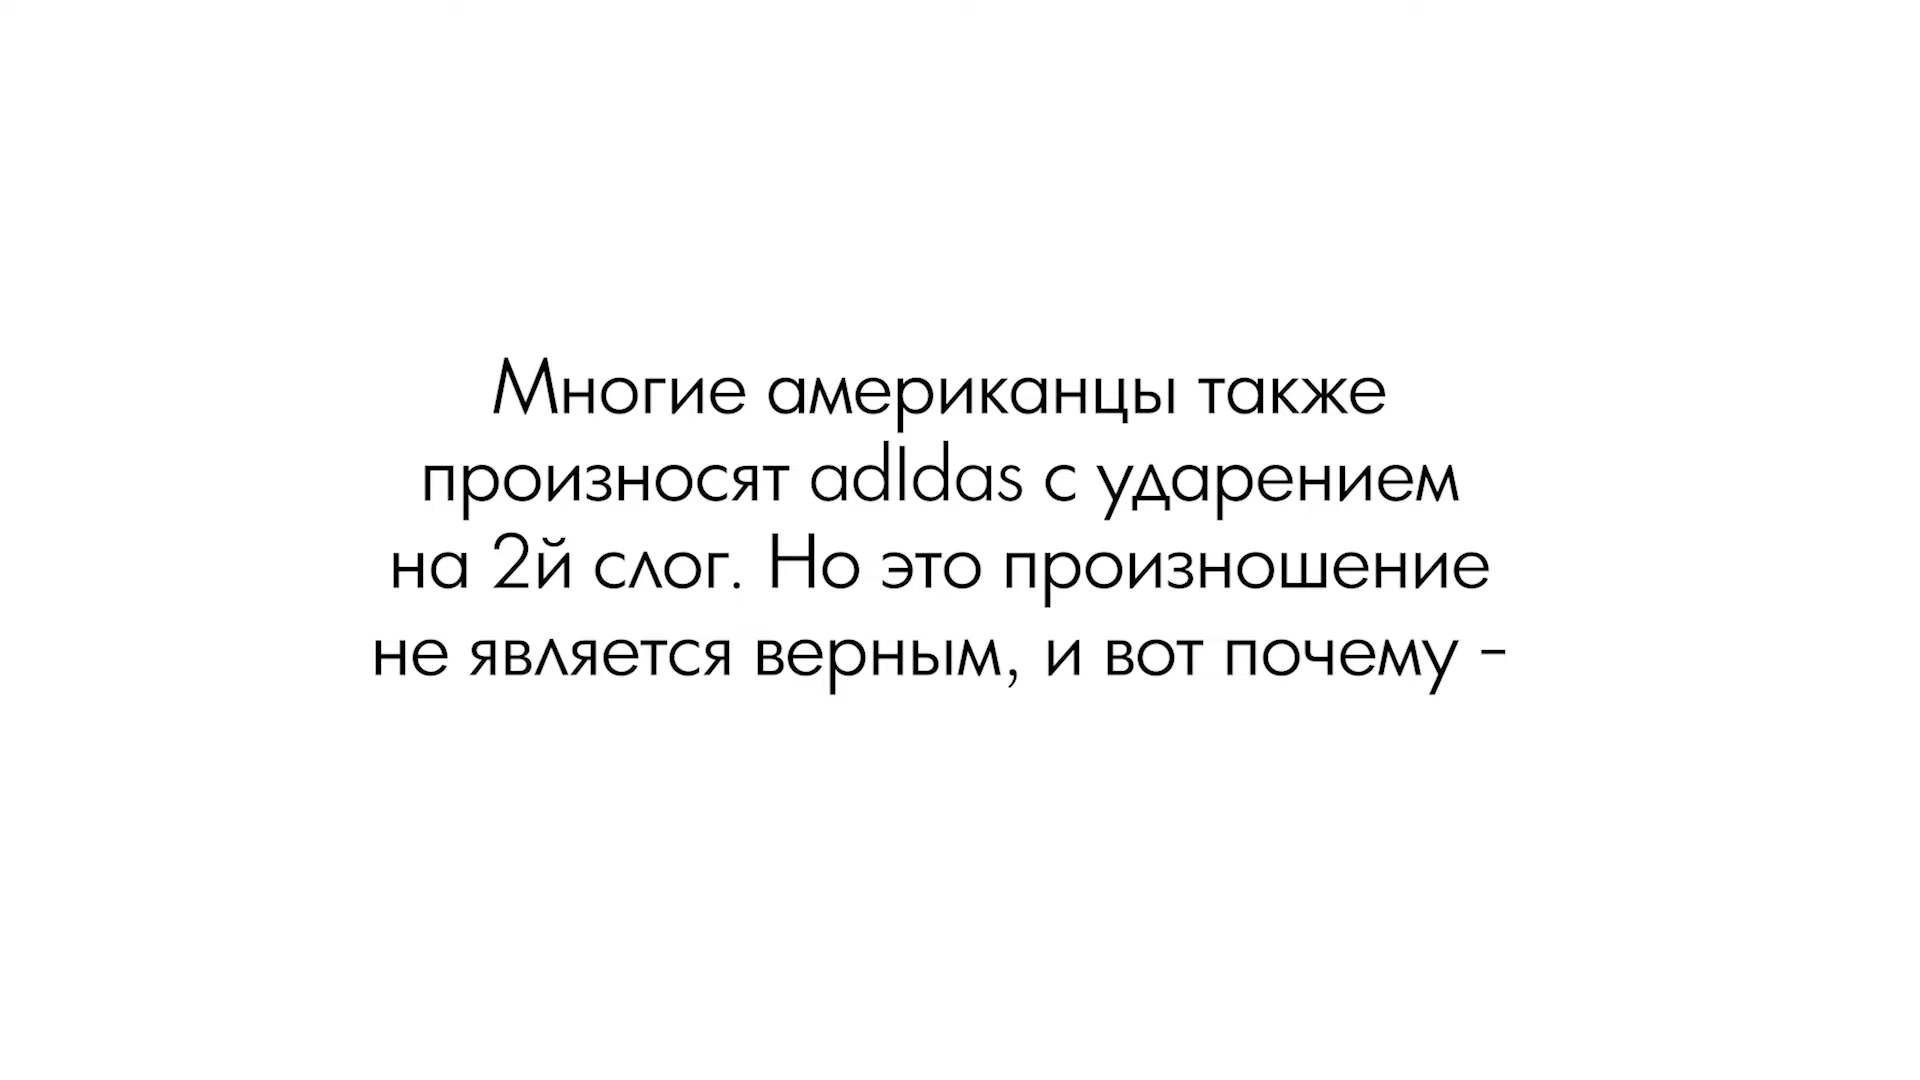 Многие американцы также
произносят adIdas с ударением
на 2й слог. Но это произношение
не является верным, и вот почему -